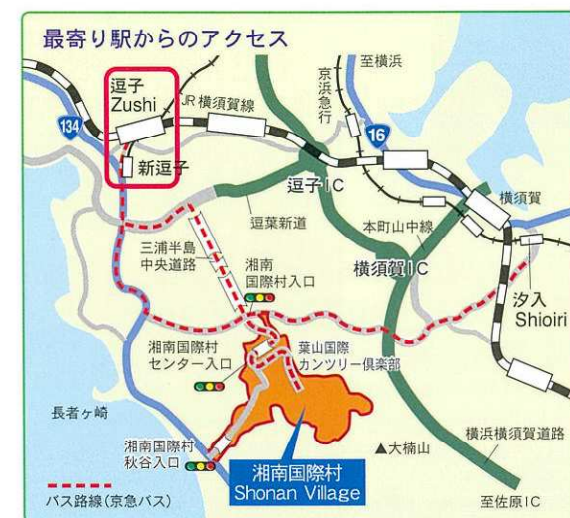 最寄り駅からのアクセス
至横浜
京浜急行
逗子
Zushi
JR横須賀線
134
16
新逗子
逗子IC
横須賀
逗葉新道
本町山中線
三浦半島
中央道路
湘南
国際村入口
横須賀IC
汐入
Shioiri
湘南国際村
センター入口
葉山国際
カンツリー倶楽部
長者ヶ崎
湘南国際村
秋谷入口
▲大楠山
横浜横須賀道路
湘南国際村
Shonan Village
バス路線(京急バス)
至佐原IC